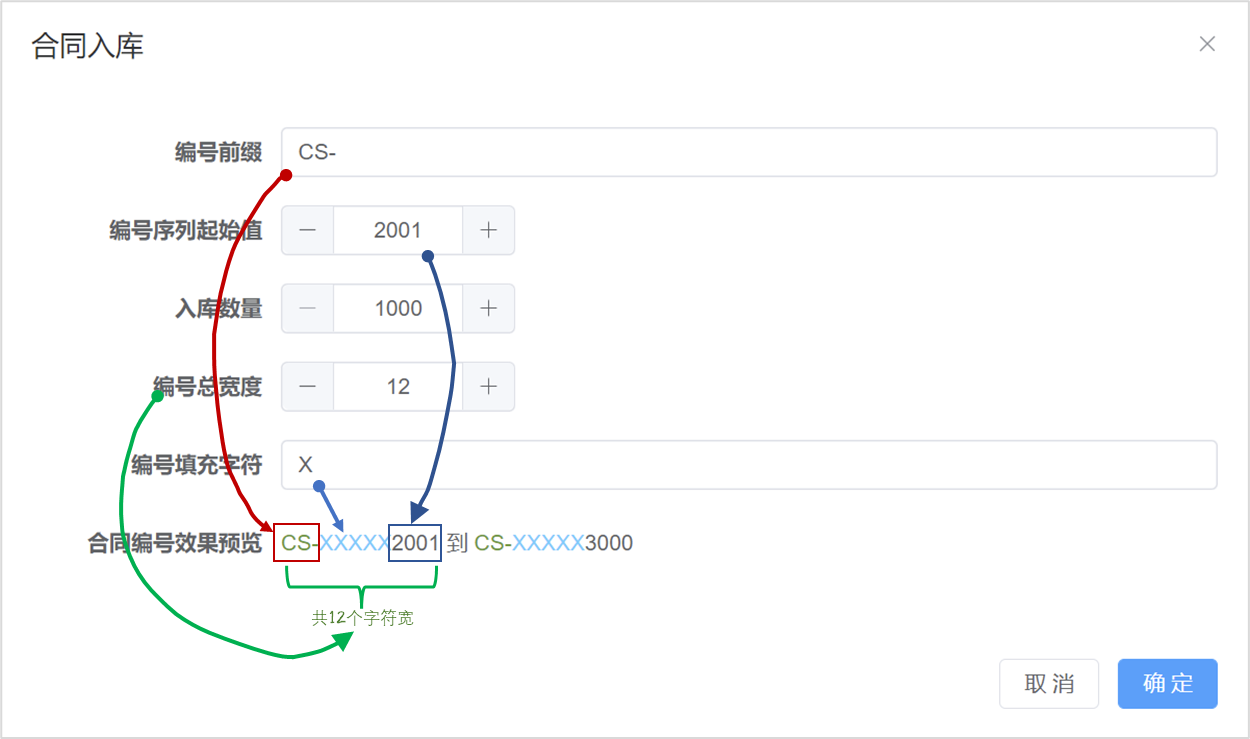 合同入库
编号前缀 CS-
编号序列起始值 2001
入库数量 1000
编号总宽度 12
编号填充字符 X
合同编号效果预览 CS-XXXXX2001 到 CS-XXXXX3000
共12个字符宽
取消 确定